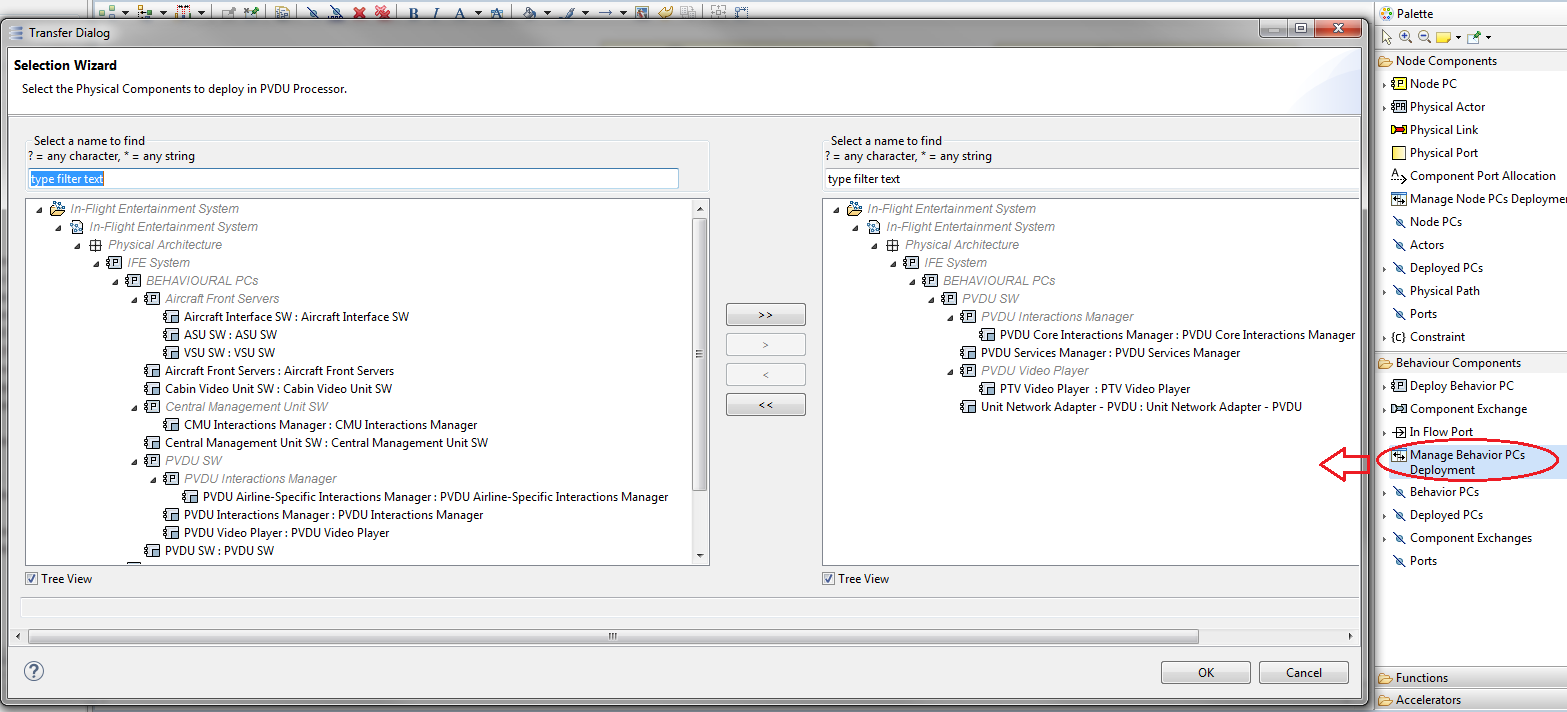 Transfer Dialog
Selection Wizard
Select the Physical Components to deploy in PVDU Processor.
Select a name to find
? = any character, * = any string
type filter text
In-Flight Entertainment System
In-Flight Entertainment System
Physical Architecture
IFE System
BEHAVIOURAL PCs
Aircraft Front Servers
Aircraft Interface SW : Aircraft Interface SW
ASU SW : ASU SW
VSU SW : VSU SW
Aircraft Front Servers : Aircraft Front Servers
Cabin Video Unit SW : Cabin Video Unit SW
Central Management Unit SW
CMU Interactions Manager : CMU Interactions Manager
Central Management Unit SW : Central Management Unit SW
PVDU SW
PVDU Interactions Manager
PVDU Airline-Specific Interactions Manager : PVDU Airline-Specific Interactions Manager
PVDU Interactions Manager : PVDU Interactions Manager
PVDU Video Player : PVDU Video Player
PVDU SW : PVDU SW
Tree View
>>
>
<
<<
Select a name to find
? = any character, * = any string
type filter text
In-Flight Entertainment System
In-Flight Entertainment System
Physical Architecture
IFE System
BEHAVIOURAL PCs
PVDU SW
PVDU Interactions Manager
PVDU Core Interactions Manager : PVDU Core Interactions Manager
PVDU Services Manager : PVDU Services Manager
PVDU Video Player
PTV Video Player : PTV Video Player
Unit Network Adapter - PVDU : Unit Network Adapter - PVDU
Tree View
OK
Cancel
Palette
Node Components
Node PC
Physical Actor
Physical Link
Physical Port
Component Port Allocation
Manage Node PCs Deployme
Node PCs
Actors
Deployed PCs
Physical Path
Ports
{C} Constraint
Behaviour Components
Deploy Behavior PC
Component Exchange
In Flow Port
Manage Behavior PCs
Deployment
Behavior PCs
Deployed PCs
Component Exchanges
Ports
Functions
Accelerators